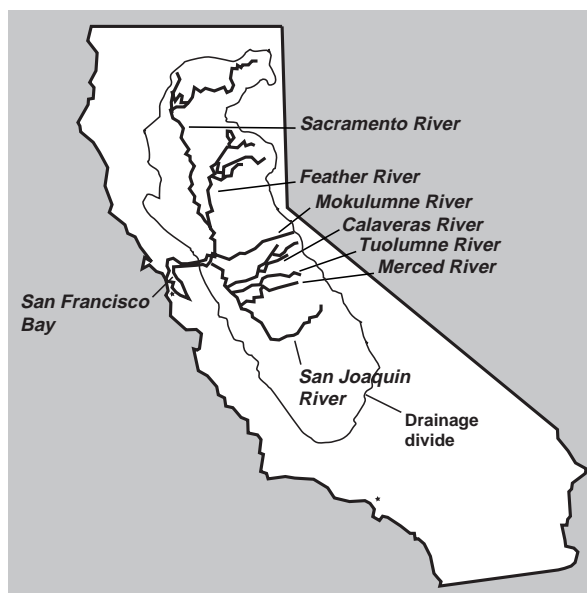 Sacramento River
Feather River
Mokulumne River
Calaveras River
Tuolumne River
Merced River
San Francisco
Bay
San Joaquin
River
Drainage
divide